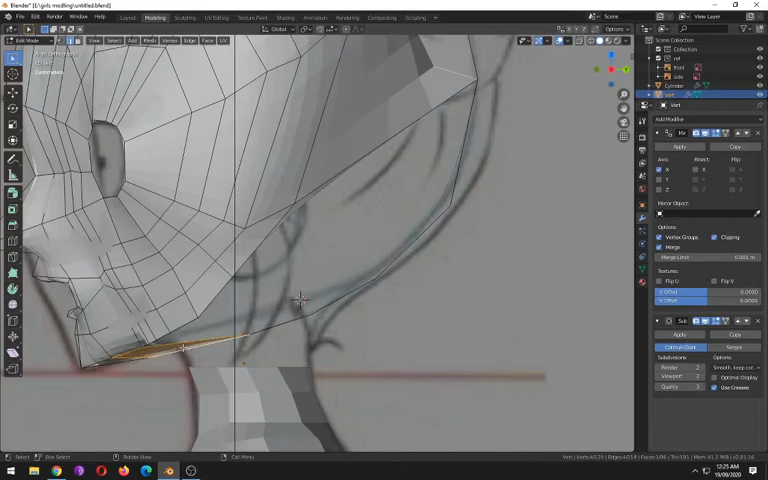 Blender* [E:\girls modling\untitled.blend]
File Edit Render Window Help Layout Modeling Sculpting UV Editing Texture Paint Shading Animation Rendering Compositing Scripting Scene View Layer
Global Options
Edit Mode View Select Add Mesh Vertex Edge Face UV
Centimeters
Scene Collection
Collection
ref
front
side
Cylinder
Vert
Vert
Add Modifier
Apply Copy
Axis: Bisect: Flip:
X X X
Y Y Y
Z Z Z
Mirror Object:
Options:
Vertex Groups Clipping
Merge
Merge Limit 0.001 m
Textures:
Flip U Flip V
U Offset 0.0000
V Offset 0.0000
Sub
Apply Copy
Catmull-Clark Simple
Subdivisions: Options:
Render 2 Smooth, keep cor...
Viewport 2 Optimal Display
Quality 3 Use Creases
Select Box Select Rotate View Call Menu
12:25 AM
19/09/2020